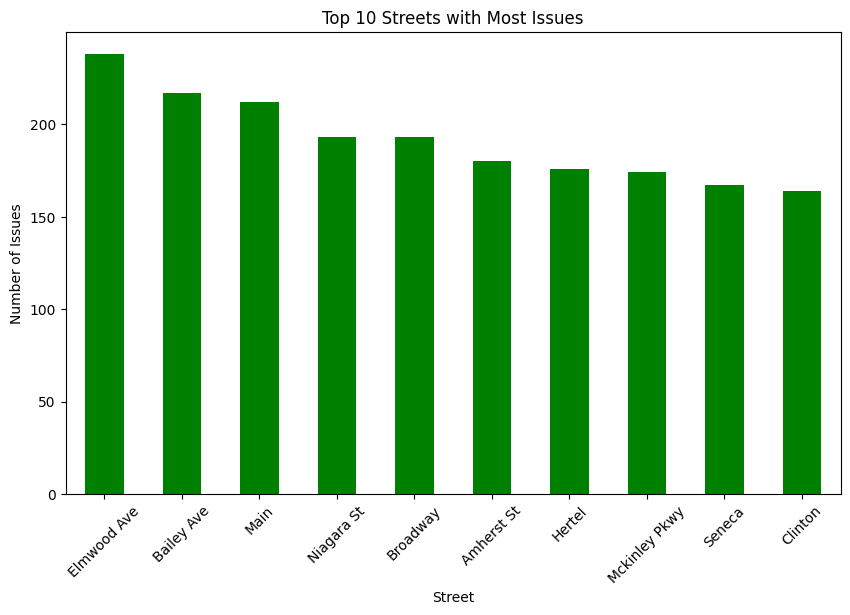 Top 10 Streets with Most Issues
Number of Issues
200
150
100
50
0
Elmwood Ave
Bailey Ave
Main
Niagara St
Broadway
Amherst St
Hertel
Mckinley Pkwy
Seneca
Clinton
Street